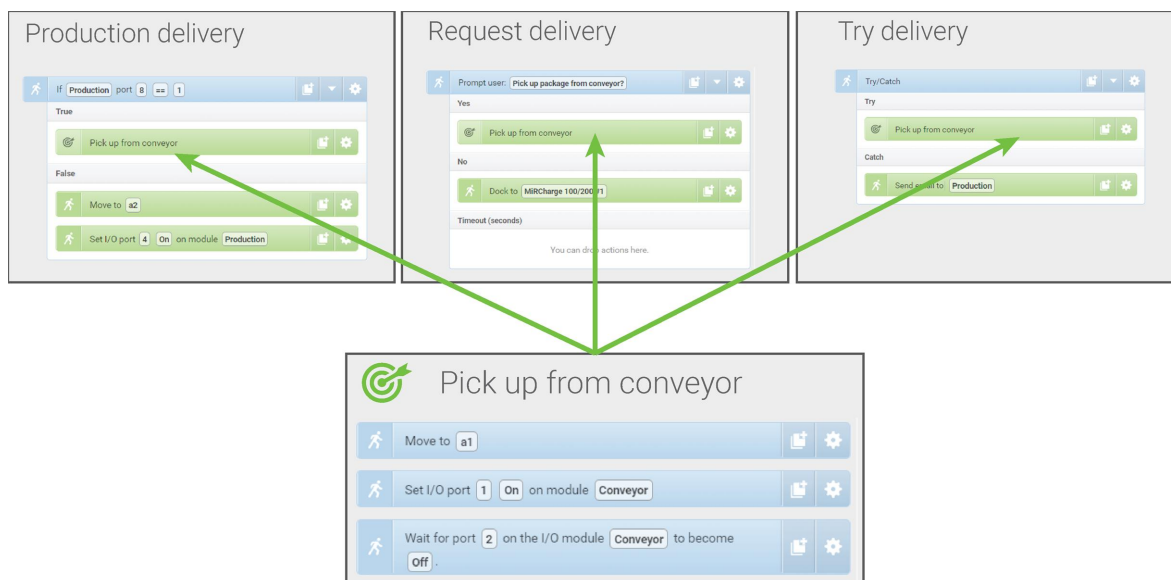 Production delivery
If Production port 8 == 1
True
Pick up from conveyor
False
Move to a2
Set I/O port 4 On on module Production
Request delivery
Prompt user: Pick up package from conveyor?
Yes
Pick up from conveyor
No
Dock to MiRCharge 100/200 #1
Timeout (seconds)
You can drop actions here.
Try delivery
Try/Catch
Try
Pick up from conveyor
Catch
Send email to Production
Pick up from conveyor
Move to a1
Set I/O port 1 On on module Conveyor
Wait for port 2 on the I/O module Conveyor to become
Off .